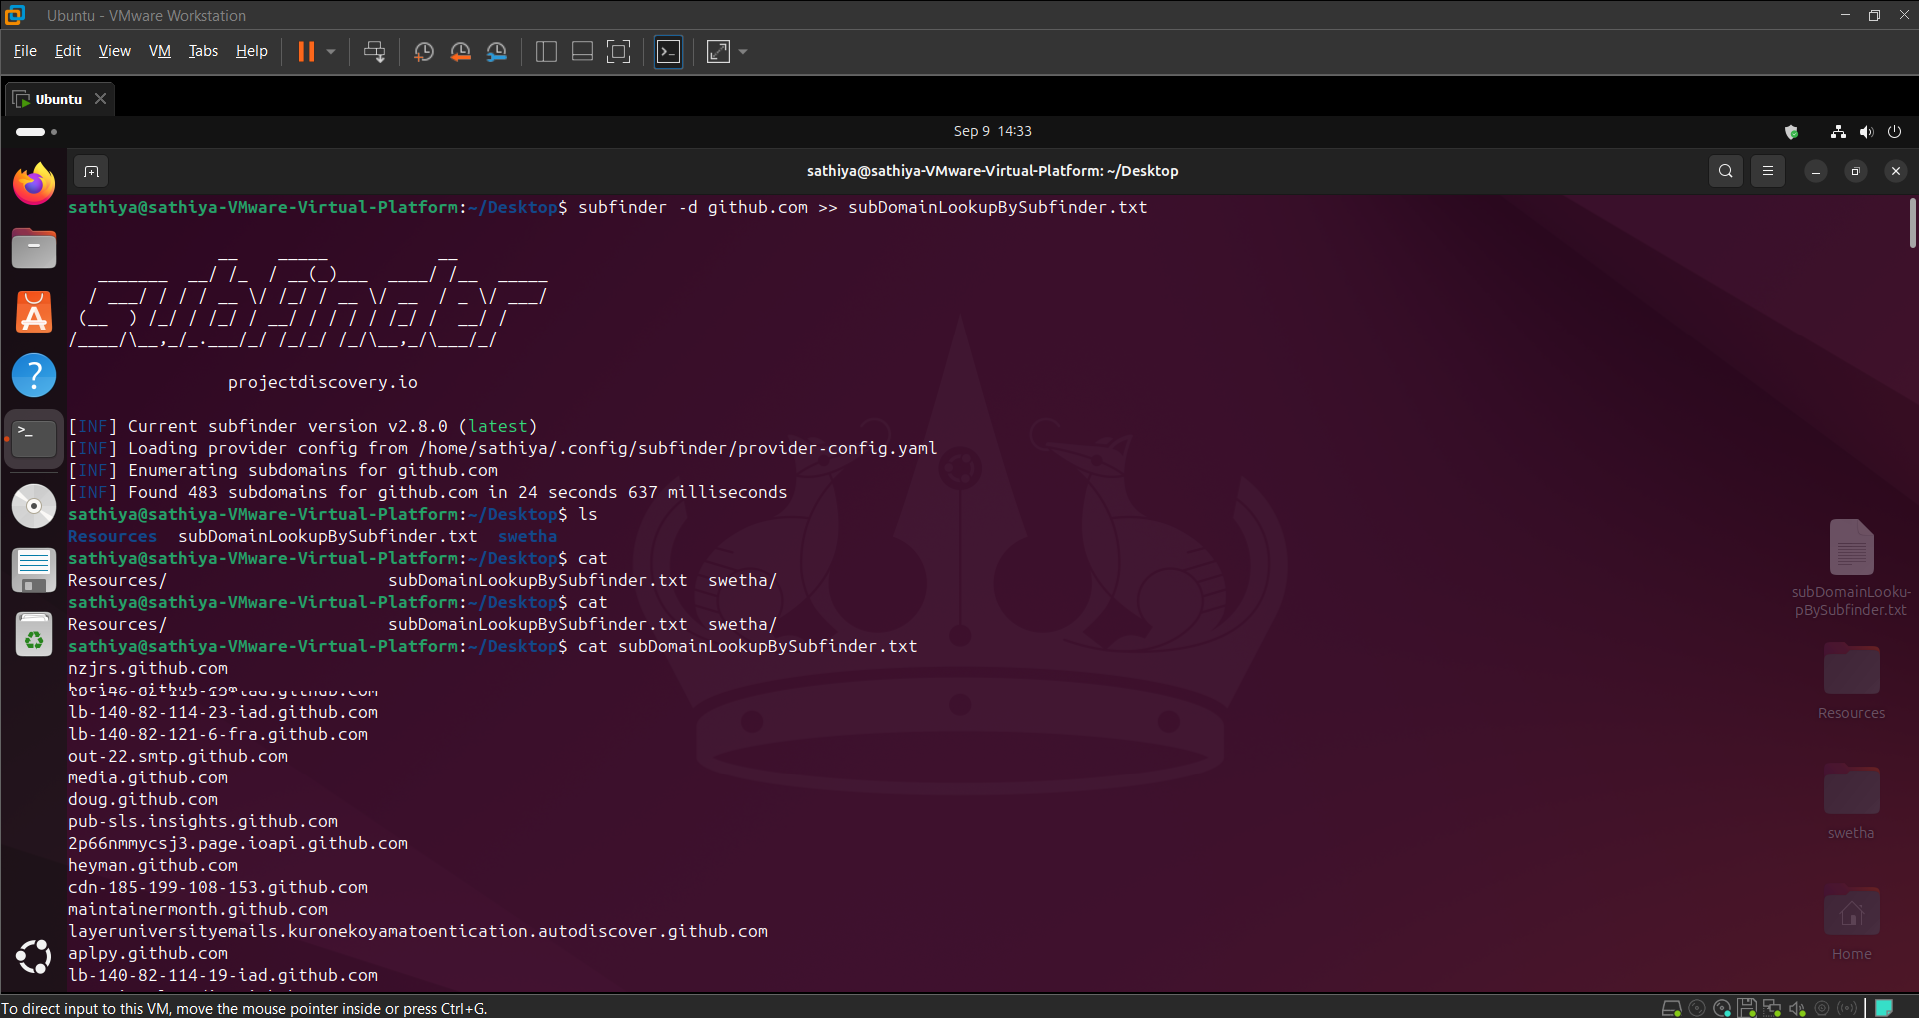 Ubuntu - VMware Workstation
File Edit View VM Tabs Help
Ubuntu
Sep 9 14:33
sathiya@sathiya-VMware-Virtual-Platform: ~/Desktop
sathiya@sathiya-VMware-Virtual-Platform:~/Desktop$ subfinder -d github.com >> subDomainLookupBySubfinder.txt
subfinder
projectdiscovery.io
[INF] Current subfinder version v2.8.0 (latest)
[INF] Loading provider config from /home/sathiya/.config/subfinder/provider-config.yaml
[INF] Enumerating subdomains for github.com
[INF] Found 483 subdomains for github.com in 24 seconds 637 milliseconds
sathiya@sathiya-VMware-Virtual-Platform:~/Desktop$ ls
Resources subDomainLookupBySubfinder.txt swetha
sathiya@sathiya-VMware-Virtual-Platform:~/Desktop$ cat
Resources/ subDomainLookupBySubfinder.txt swetha/
sathiya@sathiya-VMware-Virtual-Platform:~/Desktop$ cat
Resources/ subDomainLookupBySubfinder.txt swetha/
sathiya@sathiya-VMware-Virtual-Platform:~/Desktop$ cat subDomainLookupBySubfinder.txt
nzjrs.github.com
lb-140-82-114-23-iad.github.com
lb-140-82-121-6-fra.github.com
out-22.smtp.github.com
media.github.com
doug.github.com
pub-sls.insights.github.com
2p66nmmycsj3.page.ioapi.github.com
heyman.github.com
cdn-185-199-108-153.github.com
maintainermonth.github.com
layeruniversityemails.kuronekoyamatoentication.autodiscover.github.com
aplpy.github.com
lb-140-82-114-19-iad.github.com
subDomainLooku-
pBySubfinder.txt
Resources
swetha
Home
To direct input to this VM, move the mouse pointer inside or press Ctrl+G.